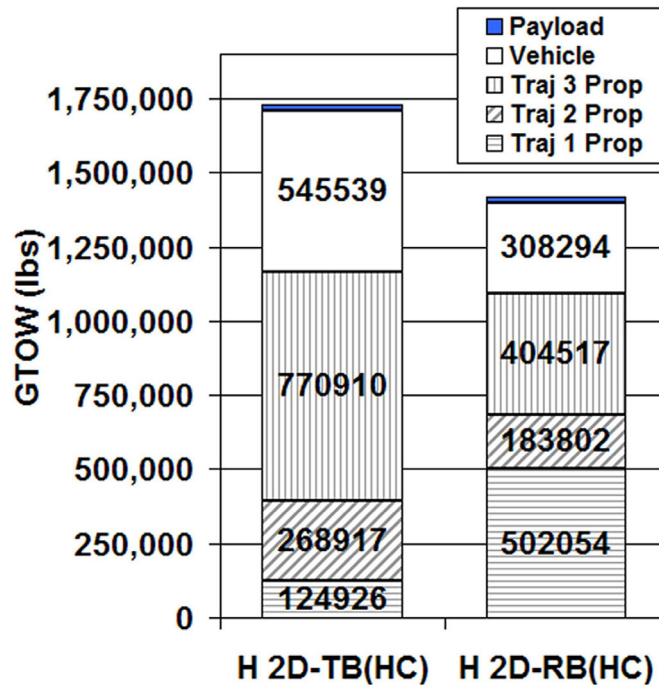 Payload
Vehicle
Traj 3 Prop
Traj 2 Prop
Traj 1 Prop
GTOW (lbs)
1,750,000
1,500,000
1,250,000
1,000,000
750,000
500,000
250,000
0
545539
770910
268917
124926
308294
404517
183802
502054
H 2D-TB(HC)
H 2D-RB(HC)